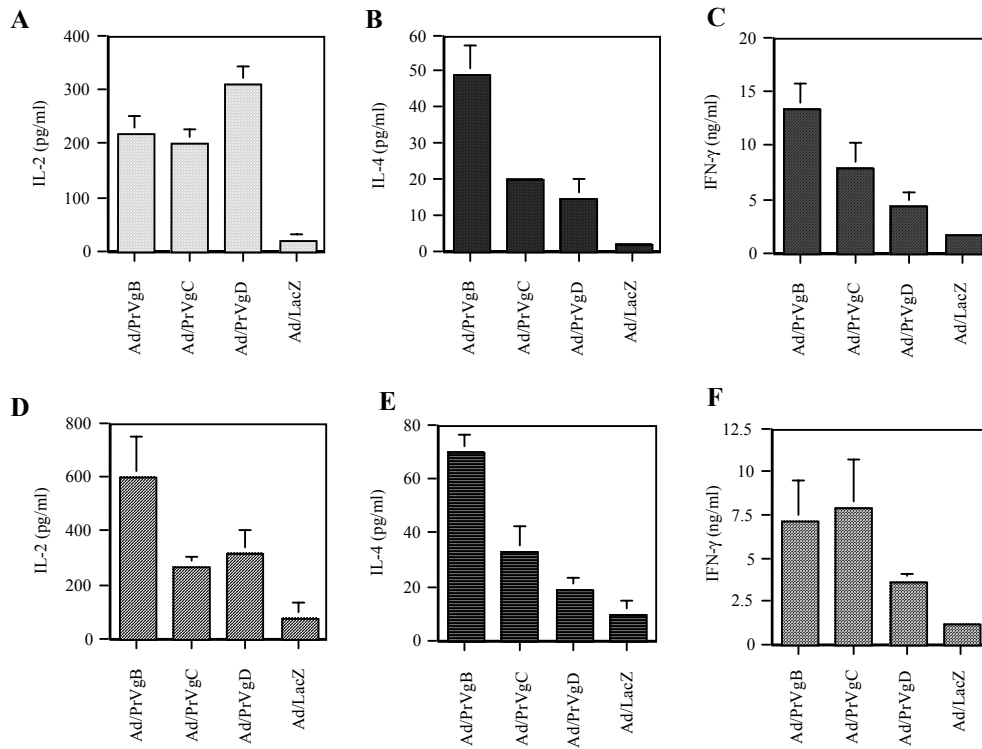 A
IL-2 (pg/ml)
400
300
200
100
0
Ad/PrVgB
Ad/PrVgC
Ad/PrVgD
Ad/LacZ
B
IL-4 (pg/ml)
60
50
40
30
20
10
0
Ad/PrVgB
Ad/PrVgC
Ad/PrVgD
Ad/LacZ
C
IFN-γ (ng/ml)
20
15
10
5
0
Ad/PrVgB
Ad/PrVgC
Ad/PrVgD
Ad/LacZ
D
IL-2 (pg/ml)
800
600
400
200
0
Ad/PrVgB
Ad/PrVgC
Ad/PrVgD
Ad/LacZ
E
IL-4 (pg/ml)
80
60
40
20
0
Ad/PrVgB
Ad/PrVgC
Ad/PrVgD
Ad/LacZ
F
IFN-γ (ng/ml)
12.5
10
7.5
5
2.5
0
Ad/PrVgB
Ad/PrVgC
Ad/PrVgD
Ad/LacZ